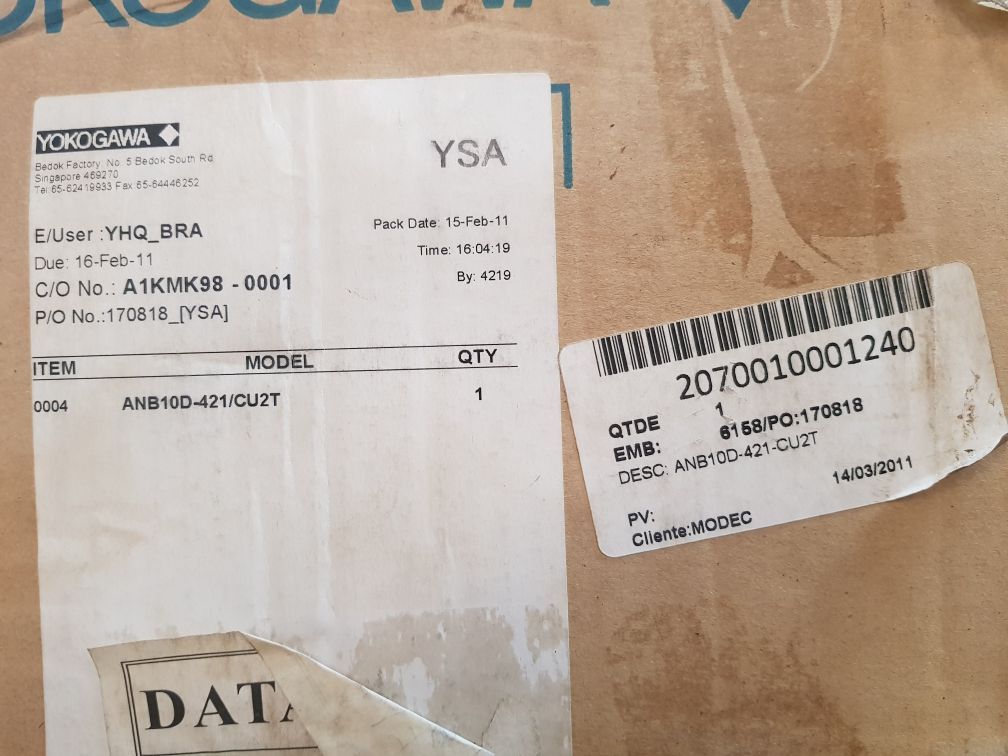 YOKOGAWA
YOKOGAWA
Bedok Factory: No. 5 Bedok South Rd
Singapore 469270
Tel: 65-62419933 Fax: 65-64446252
YSA
E/User :YHQ_BRA
Due: 16-Feb-11
C/O No.: A1KMK98 - 0001
P/O No.:170818_[YSA]
Pack Date: 15-Feb-11
Time: 16:04:19
By: 4219
ITEM MODEL QTY
0004 ANB10D-421/CU2T 1
2070010001240
QTDE 1
EMB: 6158/PO:170818
DESC: ANB10D-421-CU2T
14/03/2011
PV:
Cliente:MODEC
DATA